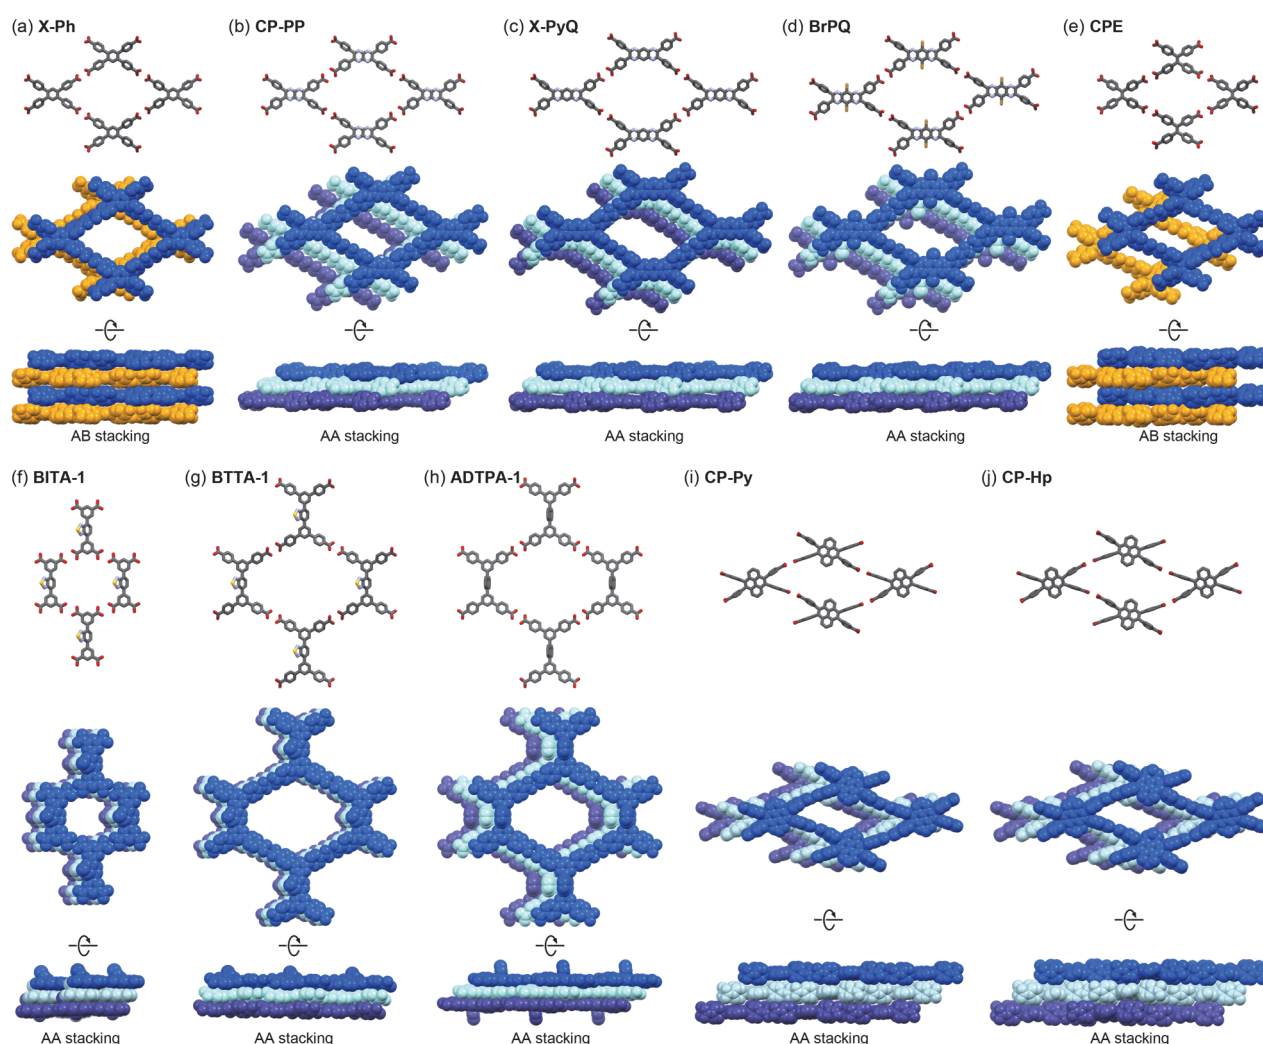 (a) X-Ph
(b) CP-PP
(c) X-PyQ
(d) BrPQ
(e) CPE
AB stacking
AA stacking
AA stacking
AA stacking
AB stacking
(f) BITA-1
(g) BTTA-1
(h) ADTPA-1
(i) CP-Py
(j) CP-Hp
AA stacking
AA stacking
AA stacking
AA stacking
AA stacking